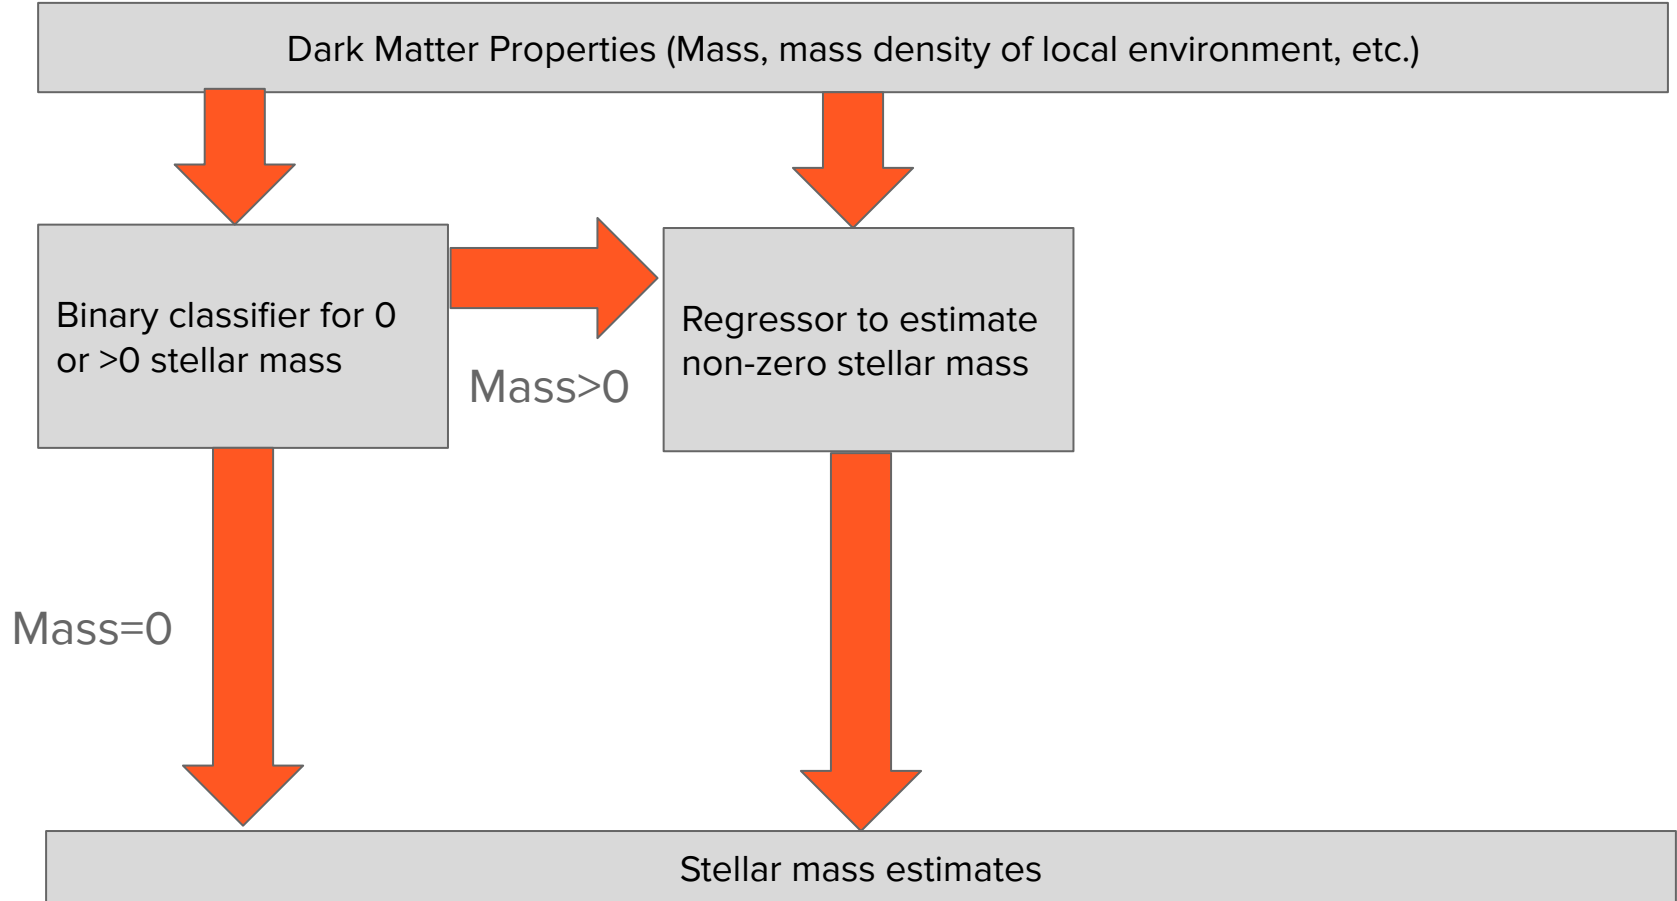 Dark Matter Properties (Mass, mass density of local environment, etc.)
Binary classifier for 0
or >0 stellar mass
Mass>0
Regressor to estimate
non-zero stellar mass
Mass=0
Stellar mass estimates